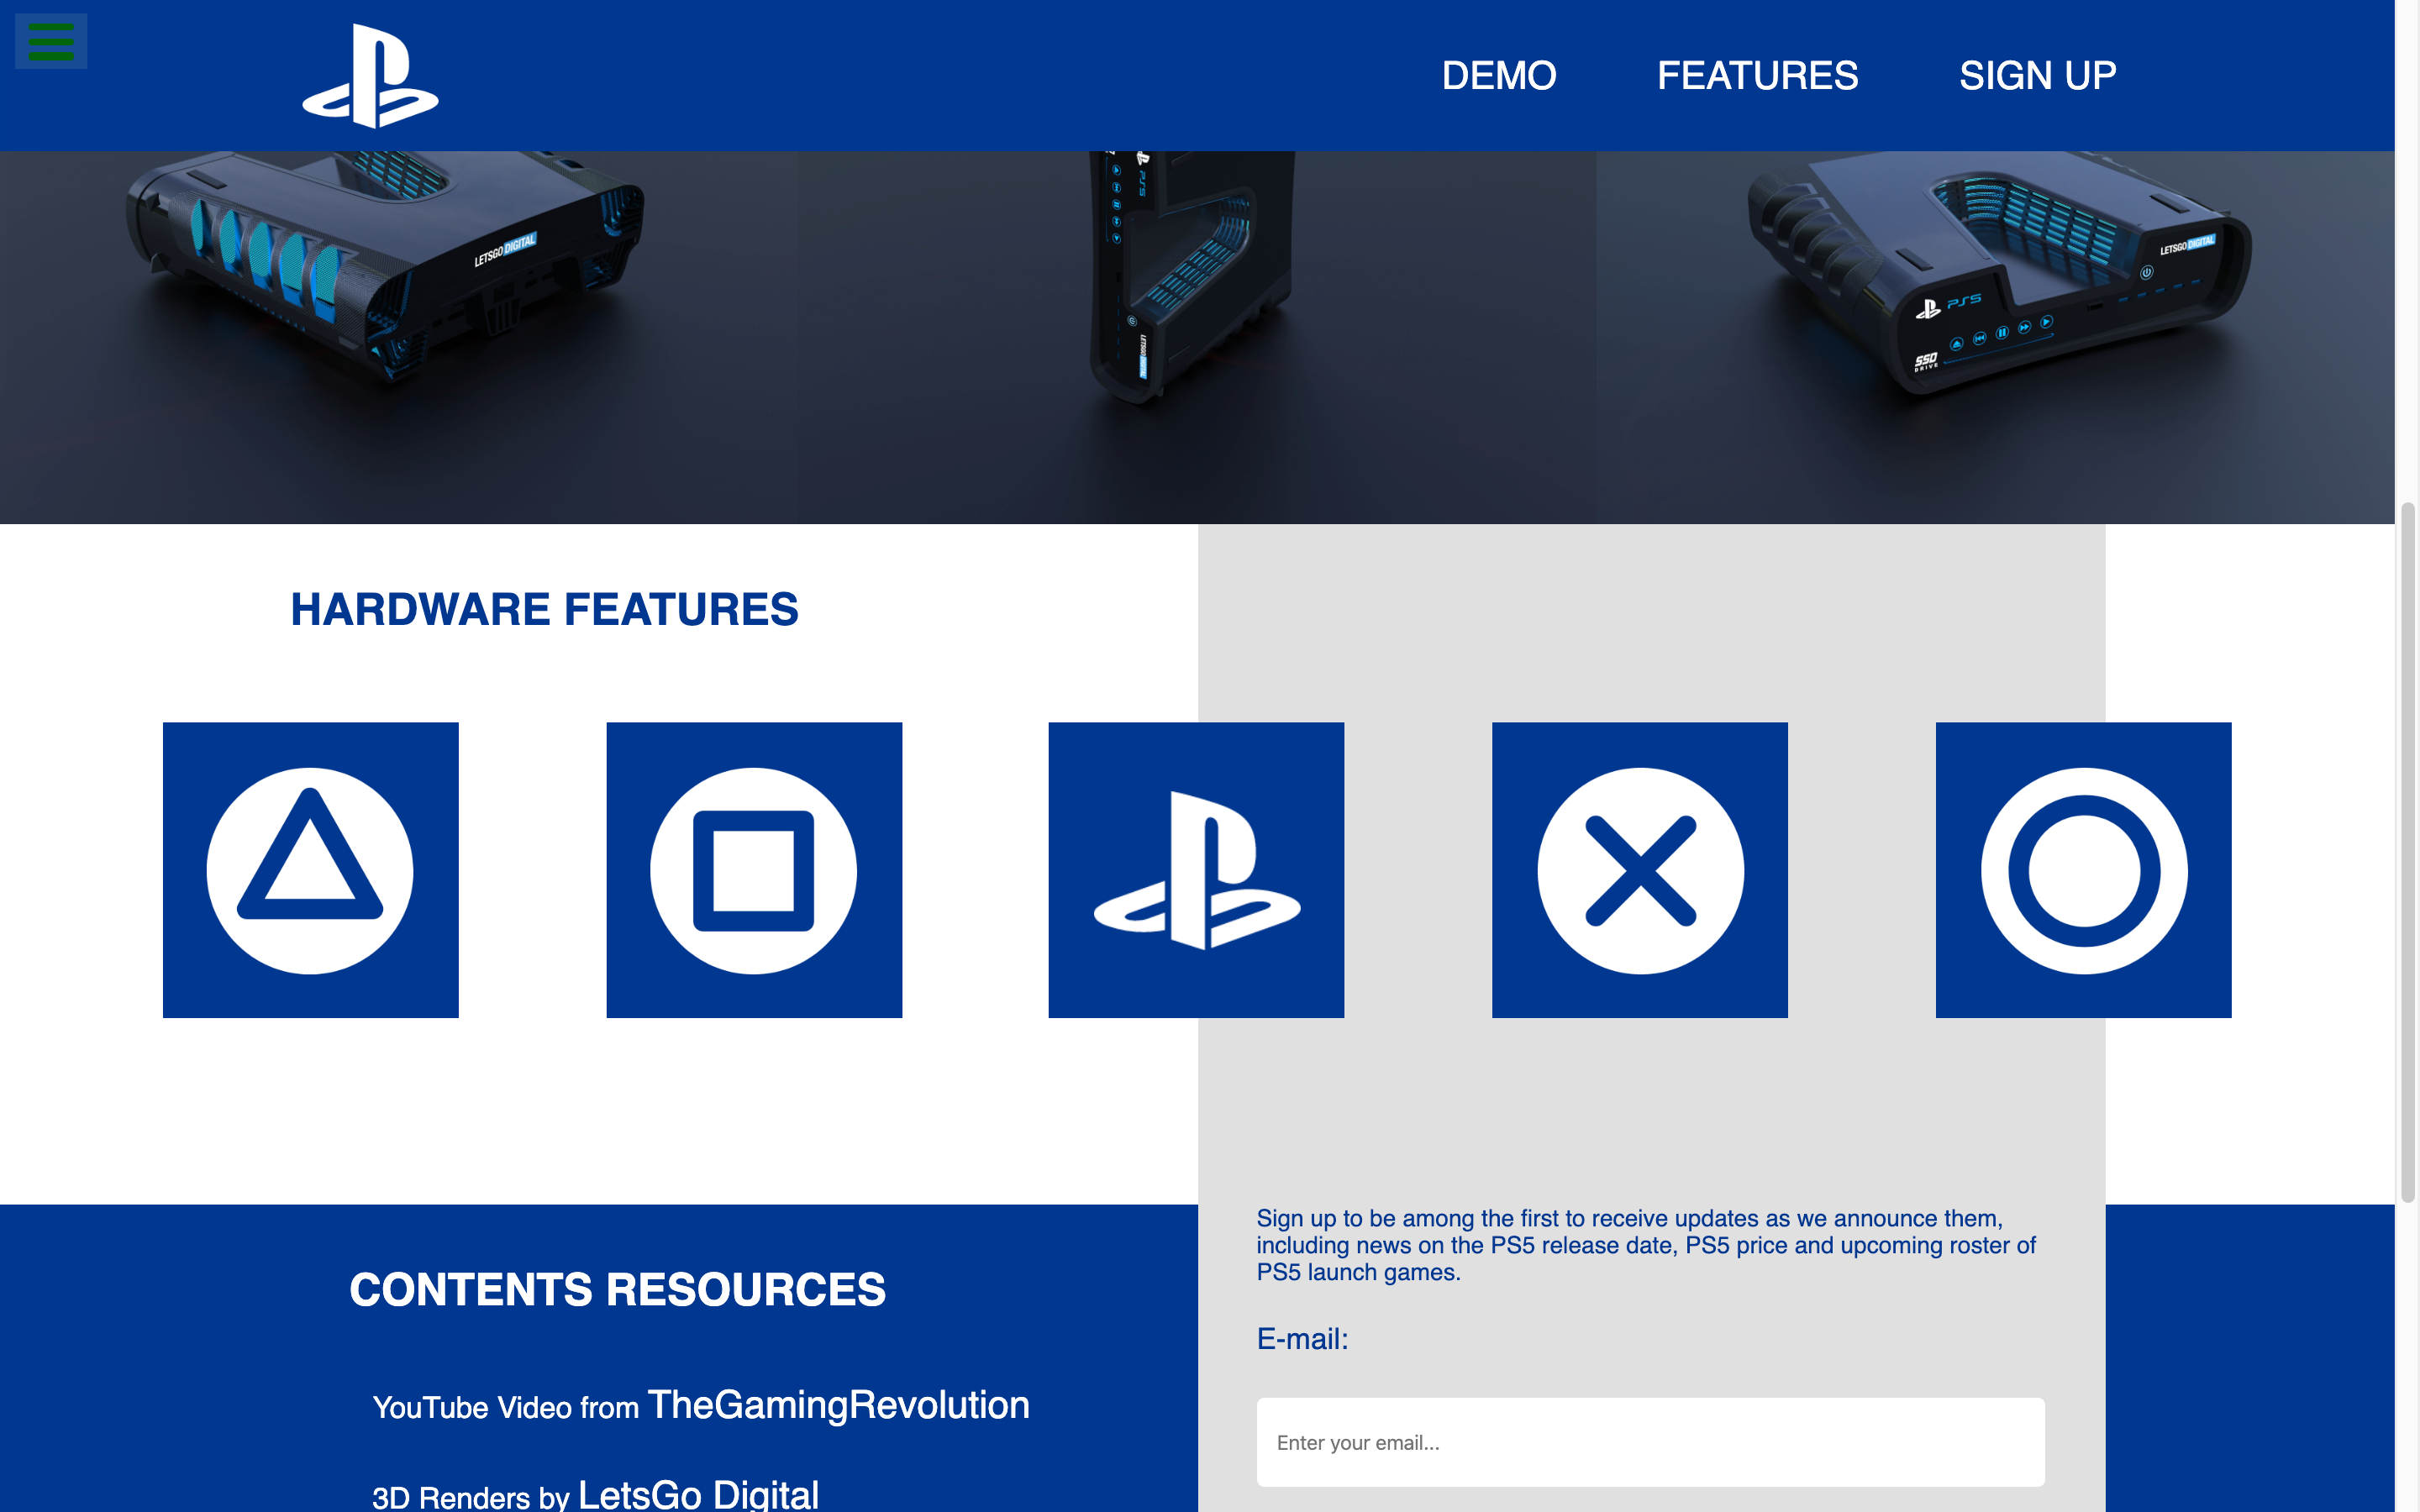 DEMO FEATURES SIGN UP
LETSGO DIGITAL
PS5
LETSGO DIGITAL
LETSGO DIGITAL
PS5
SSD
DRIVE
HARDWARE FEATURES
Sign up to be among the first to receive updates as we announce them,
including news on the PS5 release date, PS5 price and upcoming roster of
PS5 launch games.
CONTENTS RESOURCES
E-mail:
YouTube Video from TheGamingRevolution
Enter your email...
3D Renders by LetsGo Digital